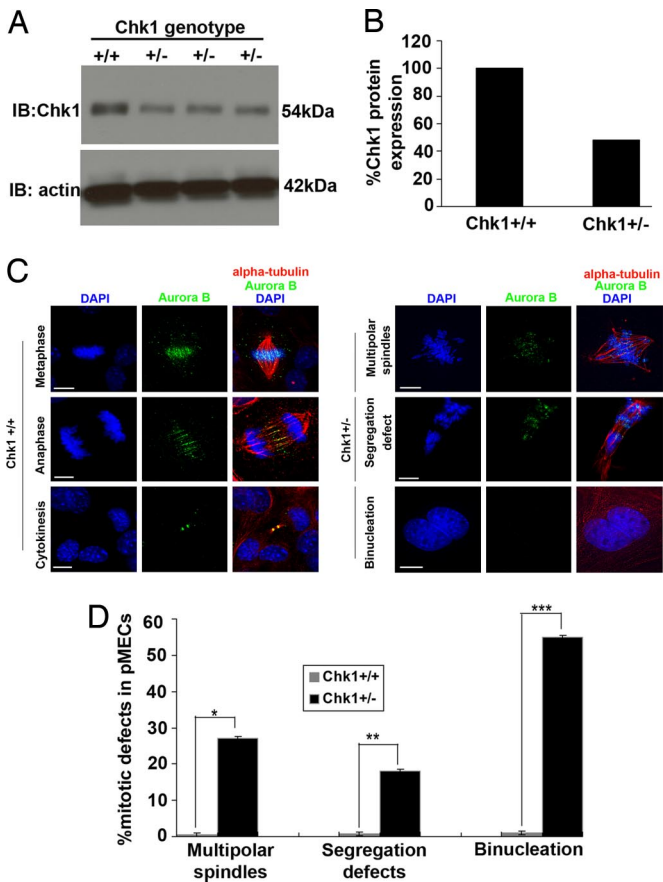 A
Chk1 genotype
+/+ +/- +/- +/-
IB:Chk1
54kDa
IB: actin
42kDa
B
%Chk1 protein
expression
120
100
80
60
40
20
0
Chk1+/+ Chk1+/-
C
DAPI
Aurora B
alpha-tubulin
Aurora B
DAPI
Chk1 +/+
Metaphase
Anaphase
Cytokinesis
DAPI
Aurora B
alpha-tubulin
Aurora B
DAPI
Chk1+/-
Multipolar
spindles
Segregation
defect
Binucleation
D
%mitotic defects in pMECs
60
50
40
30
20
10
0
*
**
***
Chk1+/+
Chk1+/-
Multipolar
spindles
Segregation
defects
Binucleation